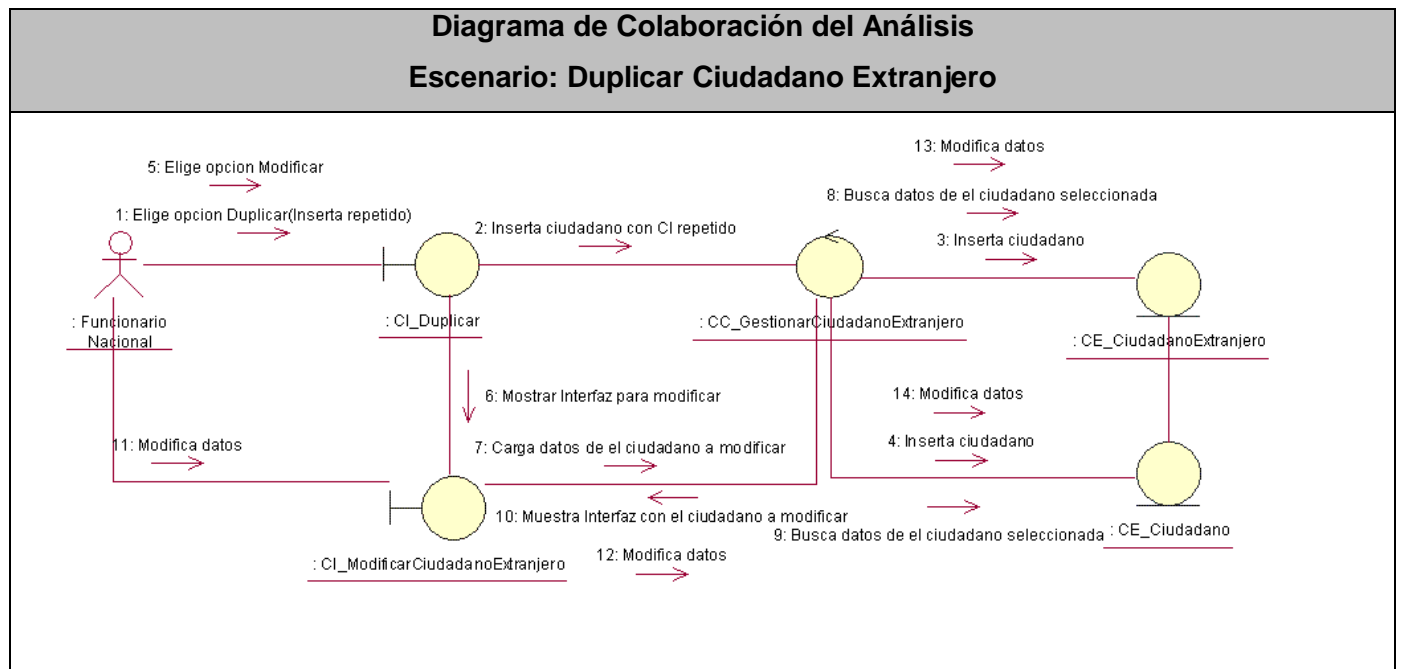 Diagrama de Colaboración del Análisis
Escenario: Duplicar Ciudadano Extranjero
13: Modifica datos
5: Elige opcion Modificar
8: Busca datos de el ciudadano seleccionada
1: Elige opcion Duplicar(Inserta repetido)
2: Inserta ciudadano con CI repetido
3: Inserta ciudadano
: Funcionario
Nacional
: CI_Duplicar
: CC_GestionarCiudadanoExtranjero
: CE_CiudadanoExtranjero
6: Mostrar Interfaz para modificar
14: Modifica datos
11: Modifica datos
7: Carga datos de el ciudadano a modificar
4: Inserta ciudadano
10: Muestra Interfaz con el ciudadano a modificar
9: Busca datos de el ciudadano seleccionada
: CE_Ciudadano
: CI_ModificarCiudadanoExtranjero
12: Modifica datos